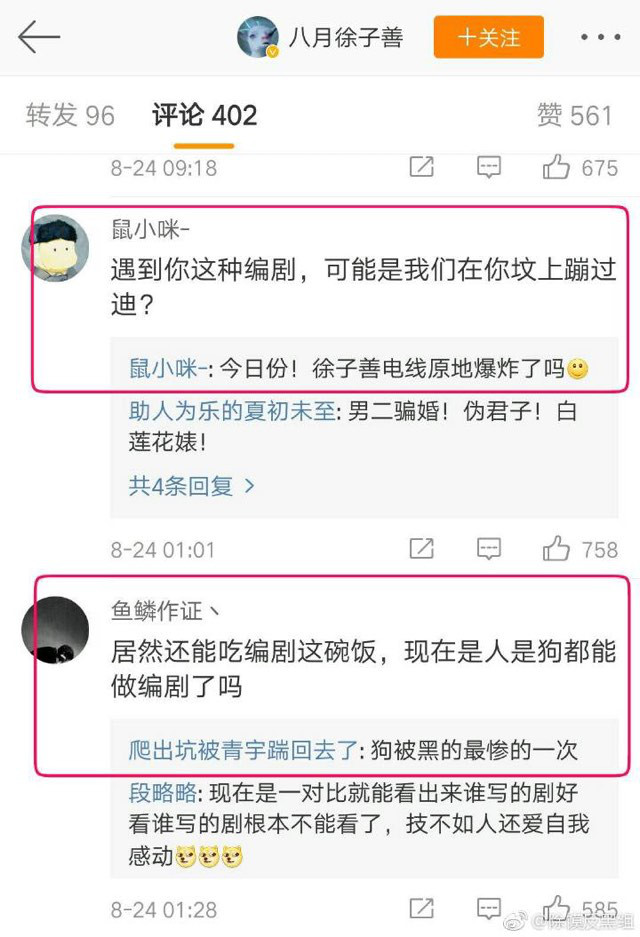 八月徐子善
十关注
转发 96
评论 402
赞 561
8-24 09:18
675
鼠小咪-
遇到你这种编剧，可能是我们在你坟上蹦过
迪？
鼠小咪-: 今日份！徐子善电线原地爆炸了吗
助人为乐的夏初未至: 男二骗婚！伪君子！白
莲花婊！
共4条回复 >
8-24 01:01
758
鱼鳞作证丶
居然还能吃编剧这碗饭，现在是人是狗都能
做编剧了吗
爬出坑被青宇踹回去了: 狗被黑的最惨的一次
段略略: 现在是一对比就能看出来谁写的剧好
看谁写的剧根本不能看了，技不如人还爱自我
感动
8-24 01:28
585